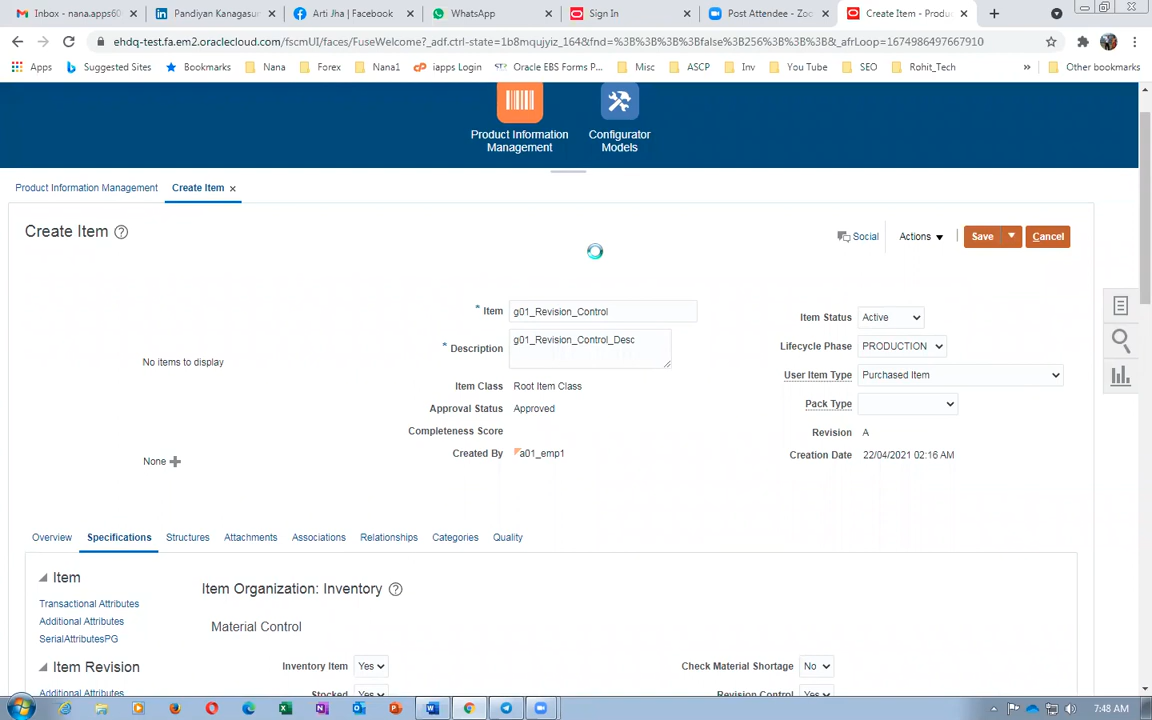 Inbox - nana.apps60 Pandiyan Kanagasun Arti Jha | Facebook WhatsApp Sign In Post Attendee - Zoo Create Item - Produ
ehdq-test.fa.em2.oraclecloud.com/fscmUI/faces/FuseWelcome?_adf.ctrl-state=1b8mqujyiz_164&fnd=%3B%3B%3B%3Bfalse%3B256%3B%3B%3B&_afrLoop=1674986497667910
Apps Suggested Sites Bookmarks Nana Forex Nana1 iapps Login Oracle EBS Forms P... Misc ASCP Inv You Tube SEO Rohit_Tech » Other bookmarks
Product Information Management
Configurator Models
Product Information Management Create Item
Create Item
Social Actions Save Cancel
* Item g01_Revision_Control
Item Status Active
* Description g01_Revision_Control_Desc
Lifecycle Phase PRODUCTION
No items to display
User Item Type Purchased Item
Item Class Root Item Class
Pack Type
Approval Status Approved
Completeness Score
Revision A
Created By a01_emp1
Creation Date 22/04/2021 02:16 AM
None
Overview Specifications Structures Attachments Associations Relationships Categories Quality
Item
Item Organization: Inventory
Transactional Attributes
Additional Attributes
Material Control
SerialAttributesPG
Item Revision
Inventory Item Yes
Check Material Shortage No
Additional Attributes
Stocked Yes
Revision Control Yes
7:48 AM